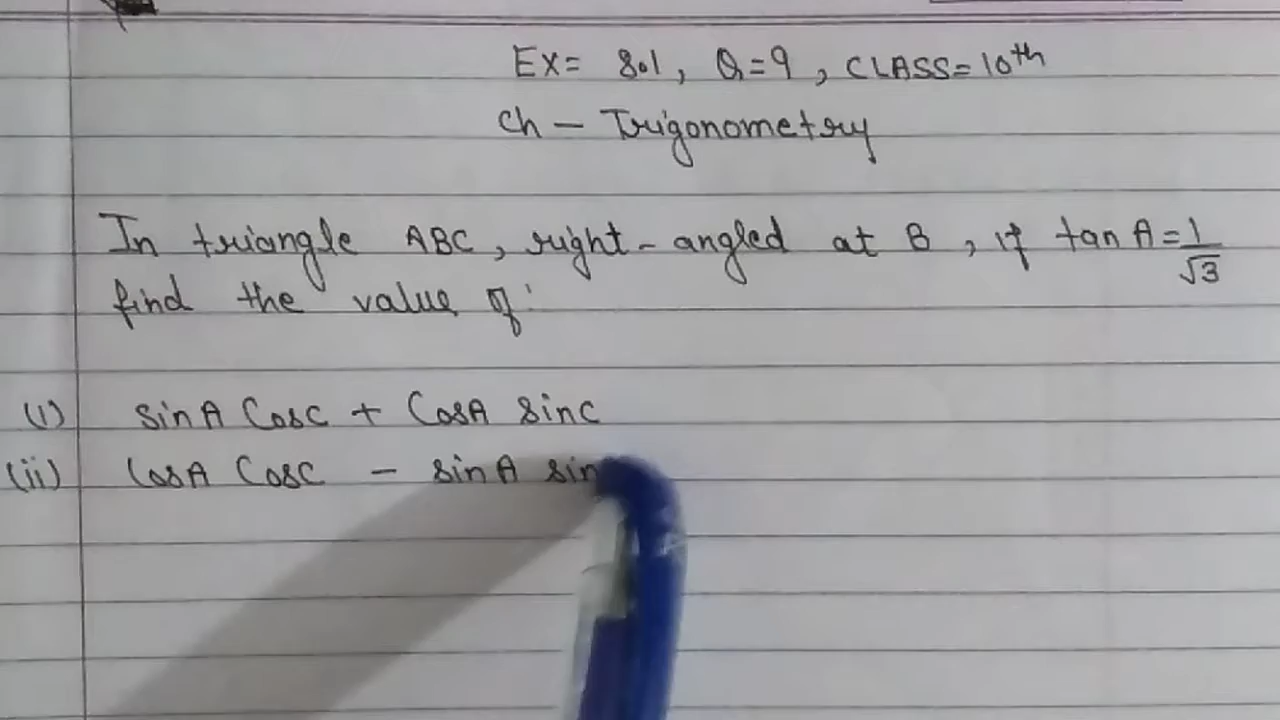 Ex= 8.1, Q=9, CLASS=10th
Ch - Trigonometry
In triangle ABC, right-angled at B, if tan A=1/√3
find the value of:
(i) sinA CosC + CosA sinC
(ii) CosA CosC - sinA sin